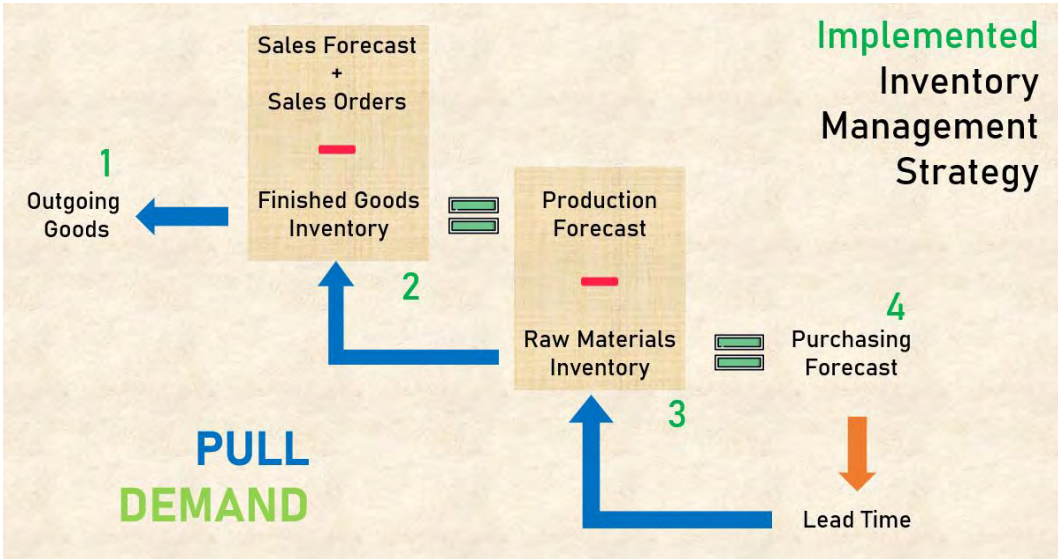 Implemented
Inventory
Management
Strategy
Sales Forecast
+
Sales Orders
1
Outgoing
Goods
Finished Goods
Inventory
2
Production
Forecast
Raw Materials
Inventory
3
4
Purchasing
Forecast
Lead Time
PULL
DEMAND